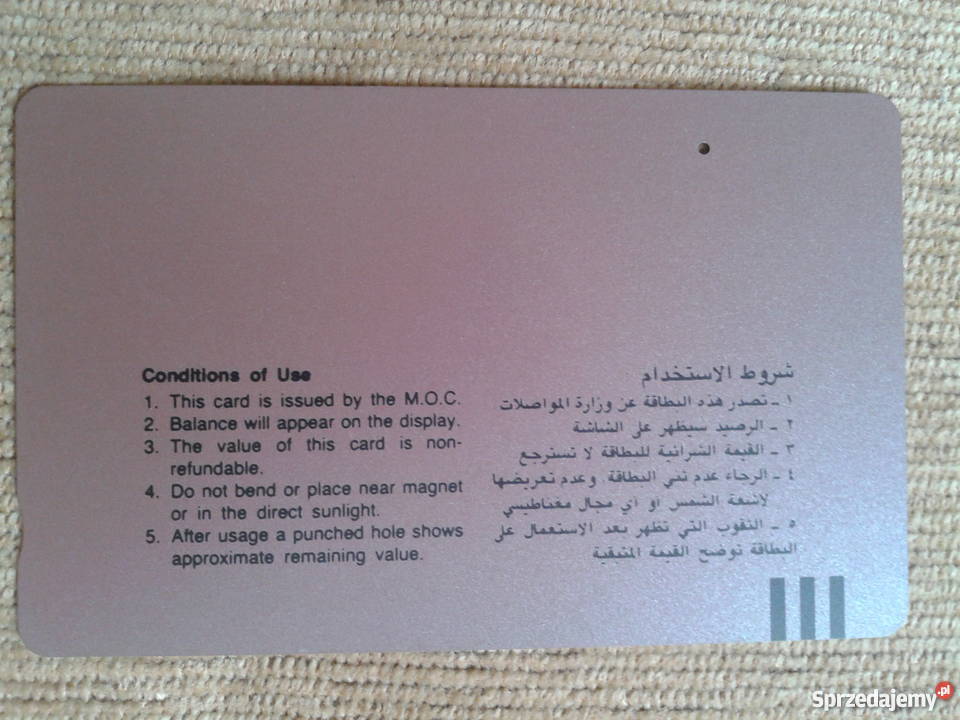 Conditions of Use
1. This card is issued by the M.O.C.
2. Balance will appear on the display.
3. The value of this card is non-
refundable.
4. Do not bend or place near magnet
or in the direct sunlight.
5. After usage a punched hole shows
approximate remaining value.
شروط الاستخدام
١ - تصدر هذه البطاقة عن وزارة المواصلات
٢ - الرصيد سيظهر على الشاشة
٣ - القيمة الشرائية للبطاقة لا تسترجع
٤ - الرجاء عدم ثني البطاقة وعدم تعريضها
لاشعة الشمس او اي مجال مغناطيسي
٥ - الثقوب التي تظهر بعد الاستعمال على
البطاقة توضح القيمة المتبقية
Sprzedajemy.pl